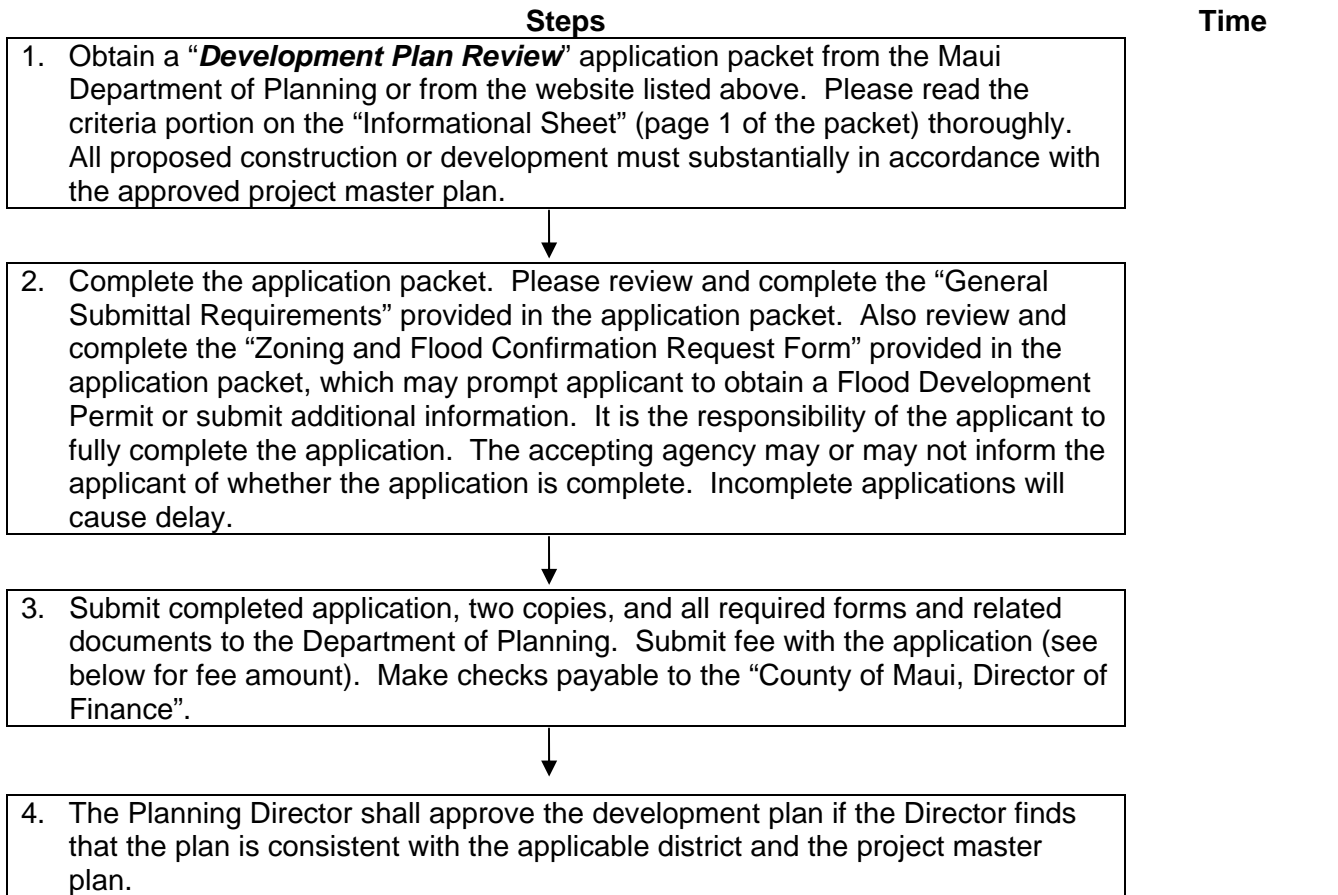 Steps Time
1. Obtain a “Development Plan Review” application packet from the Maui
Department of Planning or from the website listed above. Please read the
criteria portion on the “Informational Sheet” (page 1 of the packet) thoroughly.
All proposed construction or development must substantially in accordance with
the approved project master plan.
2. Complete the application packet. Please review and complete the “General
Submittal Requirements” provided in the application packet. Also review and
complete the “Zoning and Flood Confirmation Request Form” provided in the
application packet, which may prompt applicant to obtain a Flood Development
Permit or submit additional information. It is the responsibility of the applicant to
fully complete the application. The accepting agency may or may not inform the
applicant of whether the application is complete. Incomplete applications will
cause delay.
3. Submit completed application, two copies, and all required forms and related
documents to the Department of Planning. Submit fee with the application (see
below for fee amount). Make checks payable to the “County of Maui, Director of
Finance”.
4. The Planning Director shall approve the development plan if the Director finds
that the plan is consistent with the applicable district and the project master
plan.